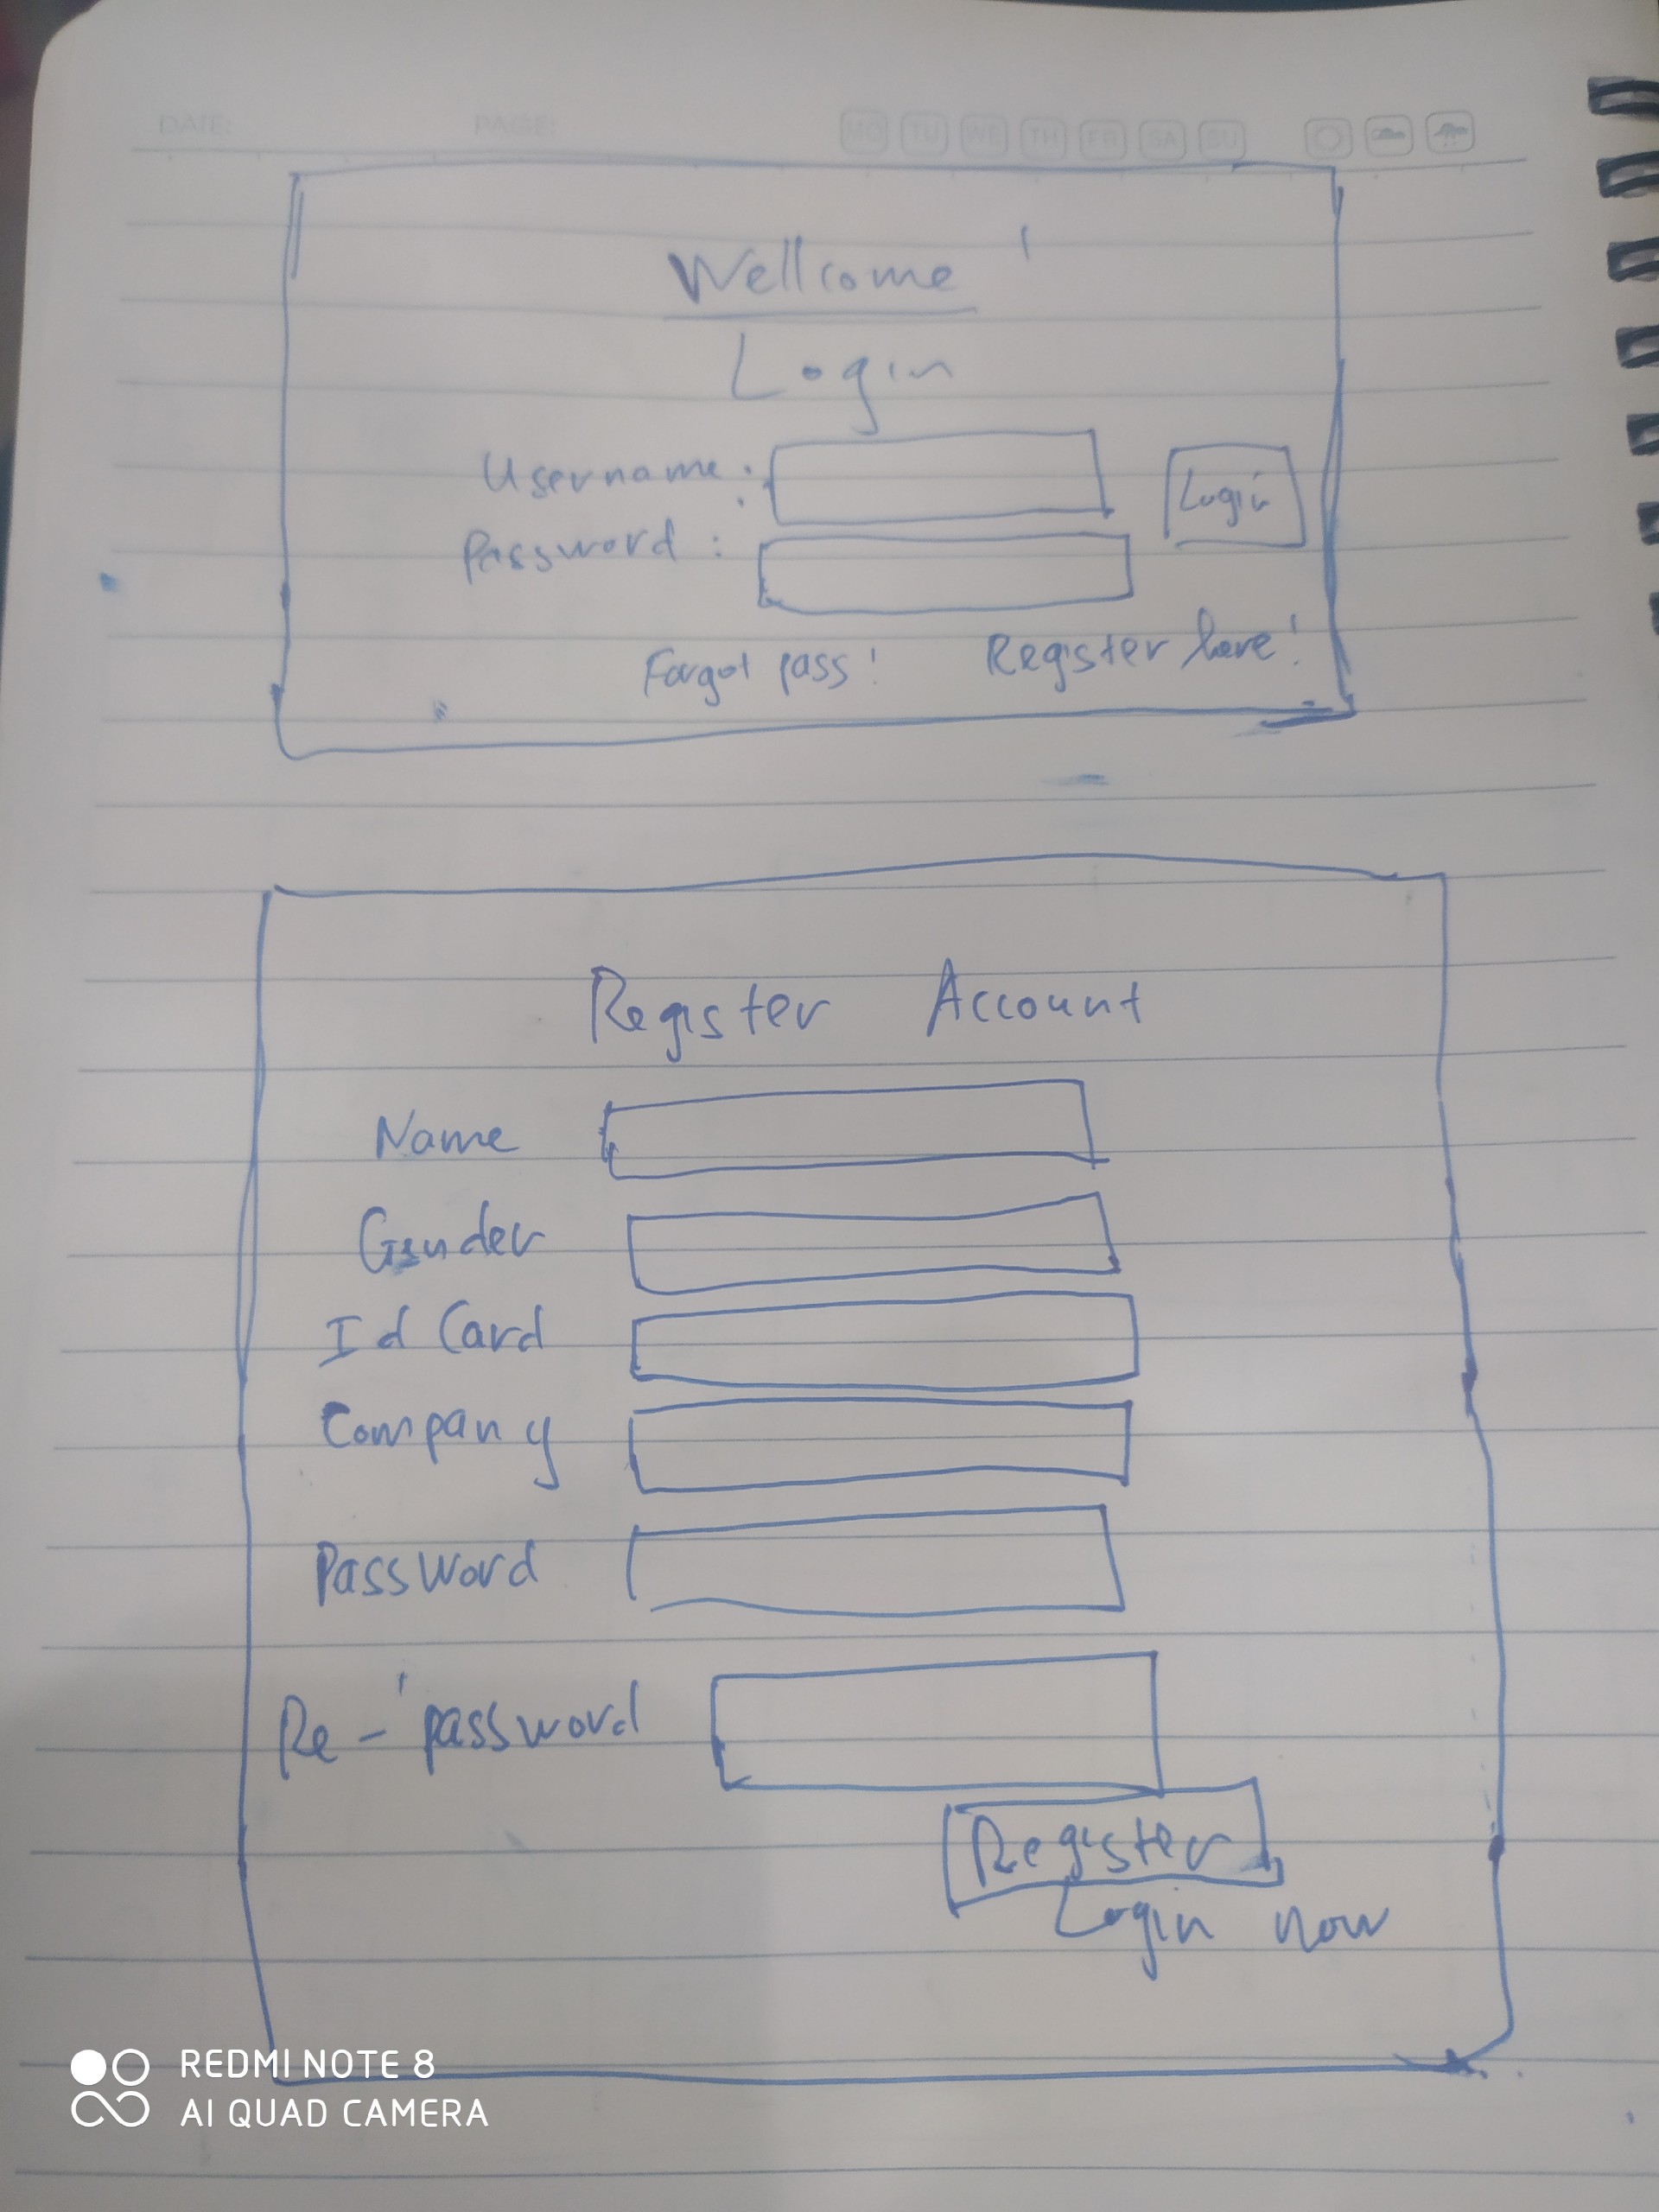 DATE: PAGE: MO TU WE TH FR SA SU
Wellcome !
Login
Username :
Login
Password :
Forgot pass! Register here!
Register Account
Name
Gender
Id Card
Company
Password
Re-password
Register
Login now
REDMI NOTE 8
AI QUAD CAMERA